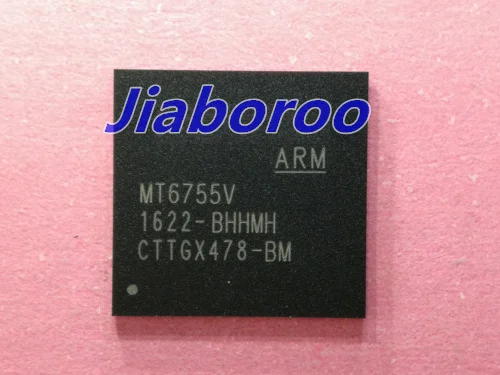 Jiaboroo
ARM
MT6755V
1622-BHHMH
CTTGX478-BM